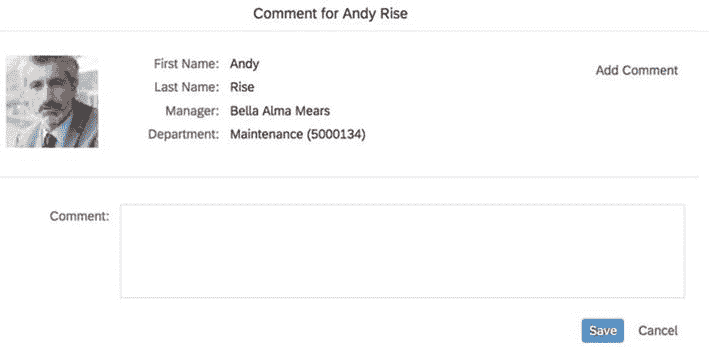 Comment for Andy Rise
First Name: Andy
Add Comment
Last Name: Rise
Manager: Bella Alma Mears
Department: Maintenance (5000134)
Comment:
Save Cancel